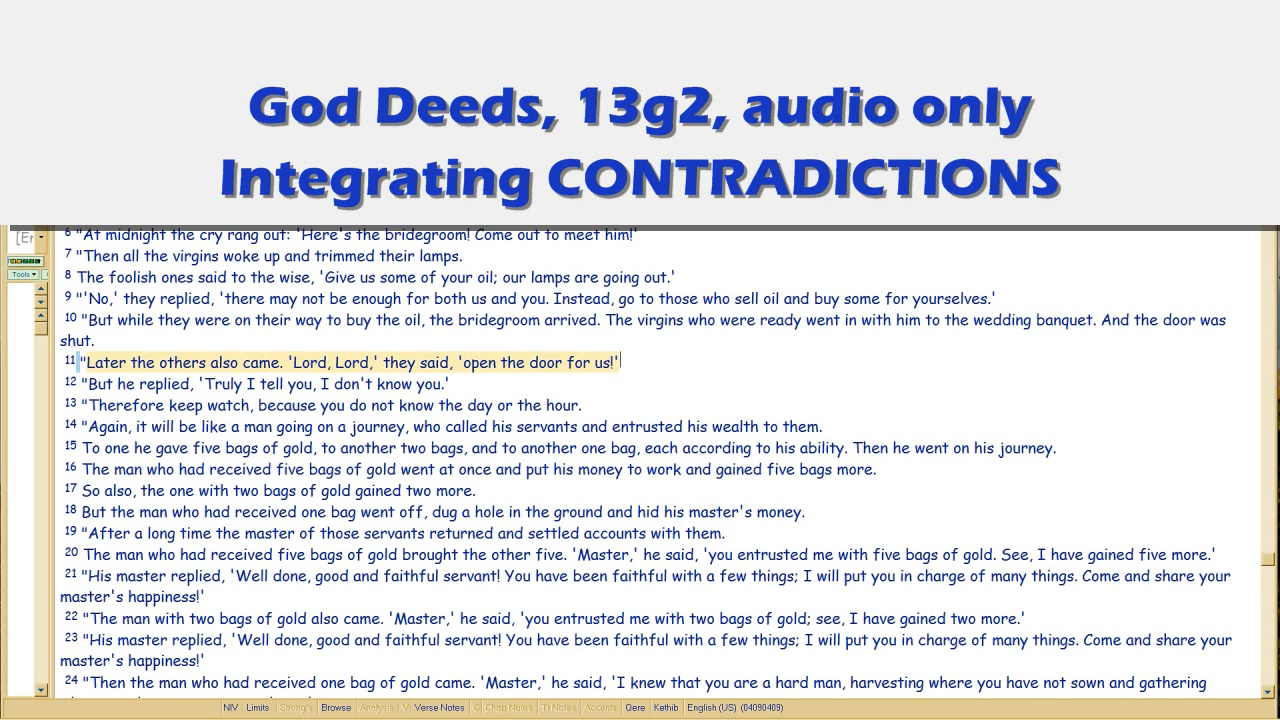 God Deeds, 13g2, audio only
Integrating CONTRADICTIONS
[Er
6 "At midnight the cry rang out: 'Here's the bridegroom! Come out to meet him!'
7 "Then all the virgins woke up and trimmed their lamps.
Tools
8 The foolish ones said to the wise, 'Give us some of your oil; our lamps are going out.'
9 "'No,' they replied, 'there may not be enough for both us and you. Instead, go to those who sell oil and buy some for yourselves.'
10 "But while they were on their way to buy the oil, the bridegroom arrived. The virgins who were ready went in with him to the wedding banquet. And the door was
shut.
11 "Later the others also came. 'Lord, Lord,' they said, 'open the door for us!'
12 "But he replied, 'Truly I tell you, I don't know you.'
13 "Therefore keep watch, because you do not know the day or the hour.
14 "Again, it will be like a man going on a journey, who called his servants and entrusted his wealth to them.
15 To one he gave five bags of gold, to another two bags, and to another one bag, each according to his ability. Then he went on his journey.
16 The man who had received five bags of gold went at once and put his money to work and gained five bags more.
17 So also, the one with two bags of gold gained two more.
18 But the man who had received one bag went off, dug a hole in the ground and hid his master's money.
19 "After a long time the master of those servants returned and settled accounts with them.
20 The man who had received five bags of gold brought the other five. 'Master,' he said, 'you entrusted me with five bags of gold. See, I have gained five more.'
21 "His master replied, 'Well done, good and faithful servant! You have been faithful with a few things; I will put you in charge of many things. Come and share your
master's happiness!'
22 "The man with two bags of gold also came. 'Master,' he said, 'you entrusted me with two bags of gold; see, I have gained two more.'
23 "His master replied, 'Well done, good and faithful servant! You have been faithful with a few things; I will put you in charge of many things. Come and share your
master's happiness!'
24 "Then the man who had received one bag of gold came. 'Master,' he said, 'I knew that you are a hard man, harvesting where you have not sown and gathering
NIV Limits Strong's Browse Analysis V Verse Notes C Chap Notes Tr Notes Accents Qere Kethib English (US) (04090409)